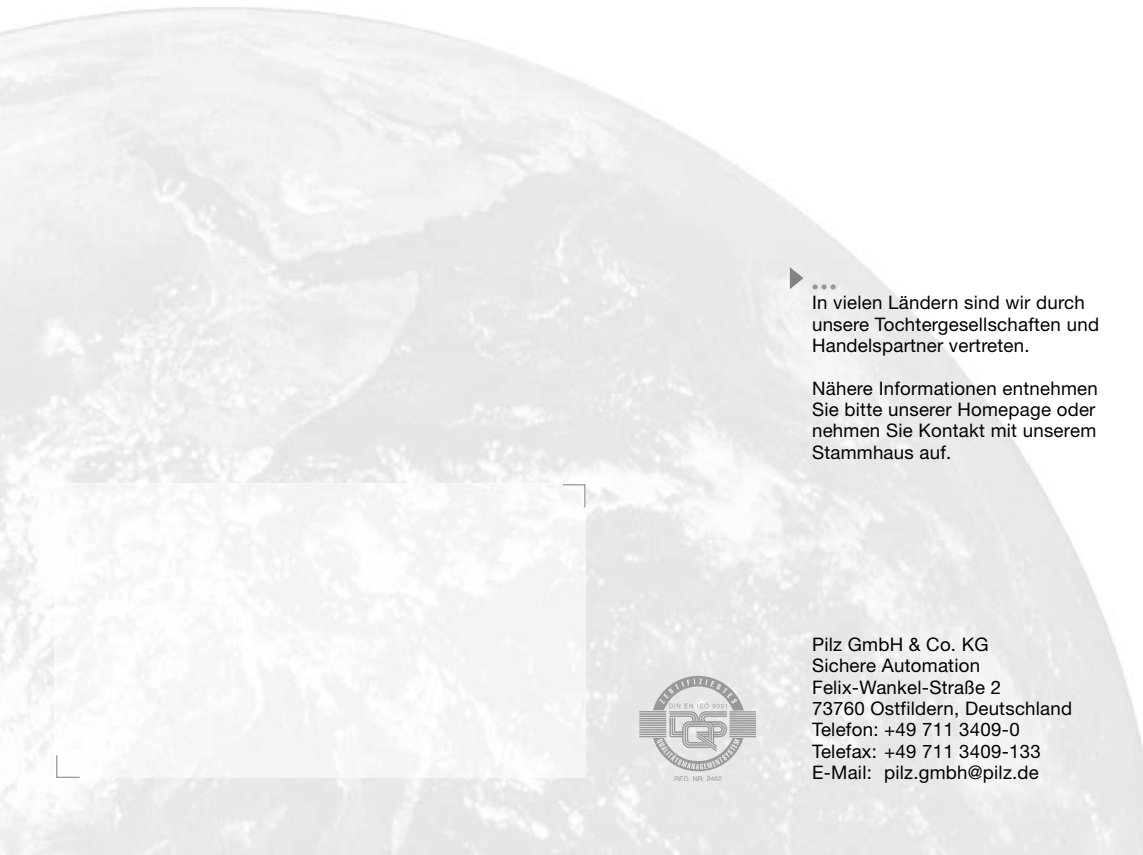 ...
In vielen Ländern sind wir durch
unsere Tochtergesellschaften und
Handelspartner vertreten.
Nähere Informationen entnehmen
Sie bitte unserer Homepage oder
nehmen Sie Kontakt mit unserem
Stammhaus auf.
Pilz GmbH & Co. KG
Sichere Automation
Felix-Wankel-Straße 2
73760 Ostfildern, Deutschland
Telefon: +49 711 3409-0
Telefax: +49 711 3409-133
E-Mail: pilz.gmbh@pilz.de
ZERTIFIZIERTES
DIN EN ISO 9001
DQS
QUALITÄTSMANAGEMENTSYSTEM
REG. NR. 2462